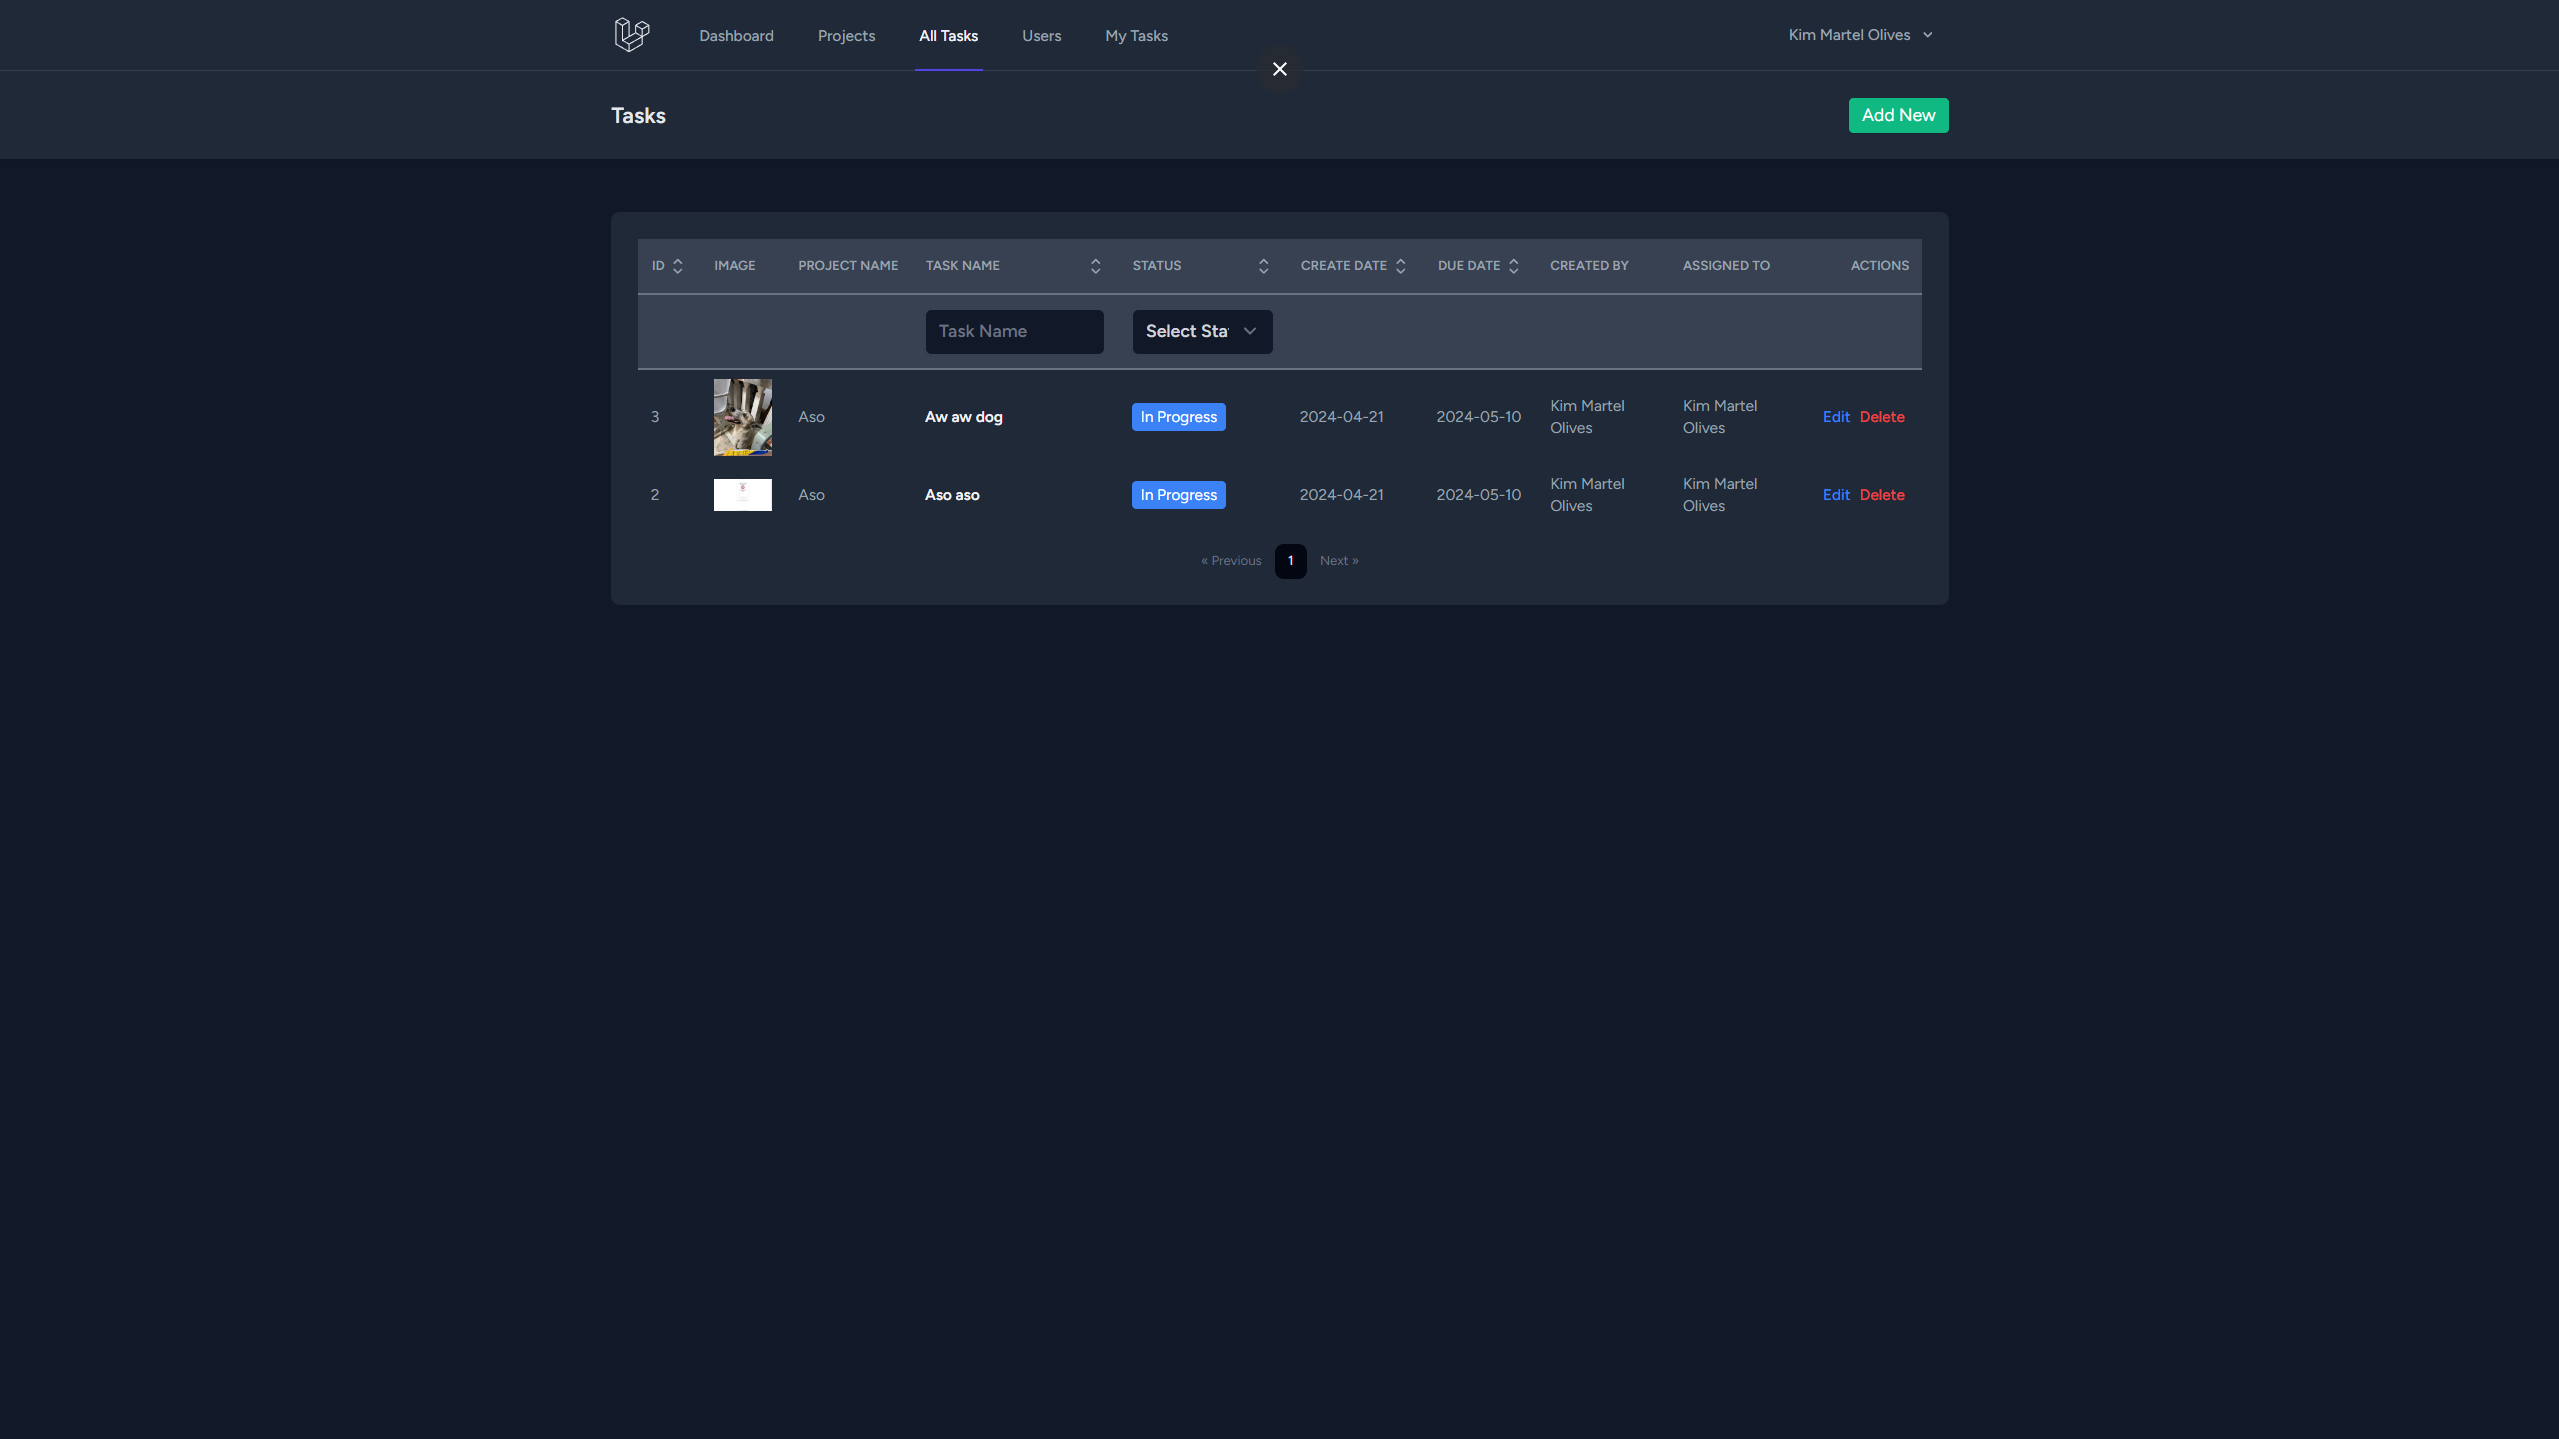 Dashboard Projects All Tasks Users My Tasks Kim Martel Olives
Tasks Add New
ID IMAGE PROJECT NAME TASK NAME STATUS CREATE DATE DUE DATE CREATED BY ASSIGNED TO ACTIONS
Task Name Select Sta
3 Aso Aw aw dog In Progress 2024-04-21 2024-05-10 Kim Martel Olives Kim Martel Olives Edit Delete
2 Aso Aso aso In Progress 2024-04-21 2024-05-10 Kim Martel Olives Kim Martel Olives Edit Delete
« Previous 1 Next »